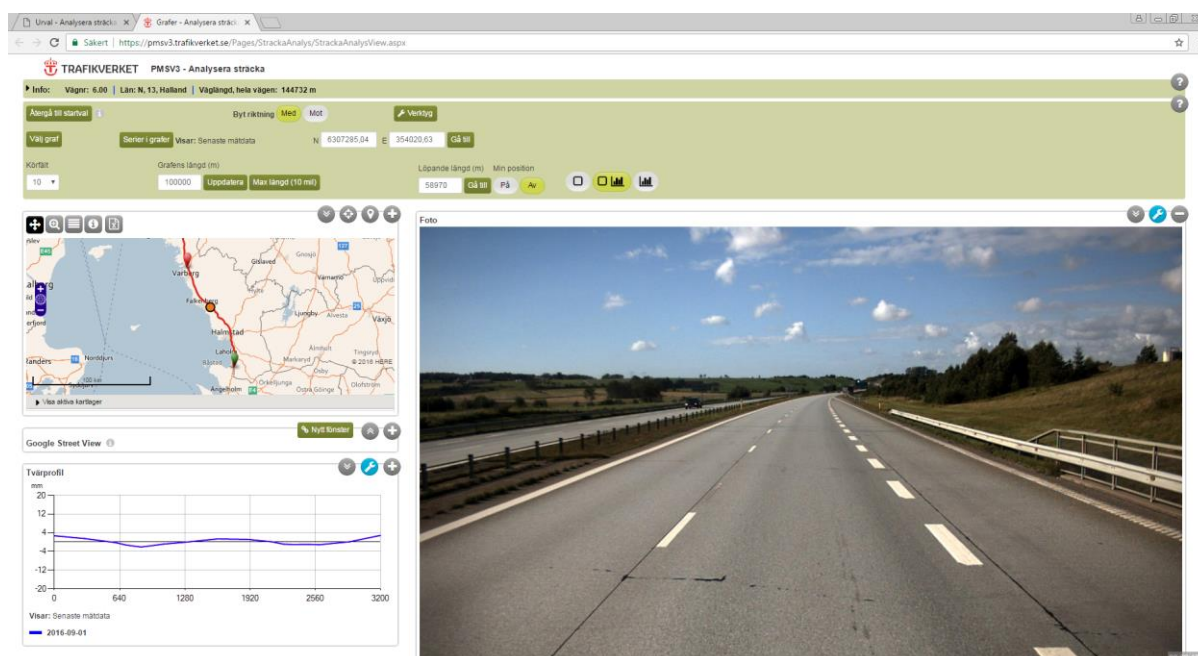 Urval - Analysera sträcka
Grafer - Analysera sträck
Säkert | https://pmsv3.trafikverket.se/Pages/StrackaAnalys/StrackaAnalysView.aspx
TRAFIKVERKET PMSV3 - Analysera sträcka
Info: Vägnr: 6.00 | Län: N, 13, Halland | Väglängd, hela vägen: 144732 m
Återgå till startval Byt riktning Med Mot Verktyg
Välj graf Serier i grafer Visar: Senaste mätdata N 6307285,04 E 354020,63 Gå till
Körfält Grafens längd (m) Löpande längd (m) Min position
10 100000 Uppdatera Max längd (10 mil) 58970 Gå till På Av
Foto
Gislaved
Gnosjö
Varberg
Värnamo
Falkenberg
Ljungby
Alvesta
Växjö
Halmstad
Laholm
Båstad
Markaryd
Älmhult
Tingsryd
Randers
Norddjurs
© 2016 HERE
Osby
100 km
Ängelholm
Örkelljunga
Östra Göinge
Olofström
Visa aktiva kartlager
Nytt fönster
Google Street View
Tvärprofil
mm
20
12
4
-4
-12
-20
0 640 1280 1920 2560 3200
Visar: Senaste mätdata
2016-09-01